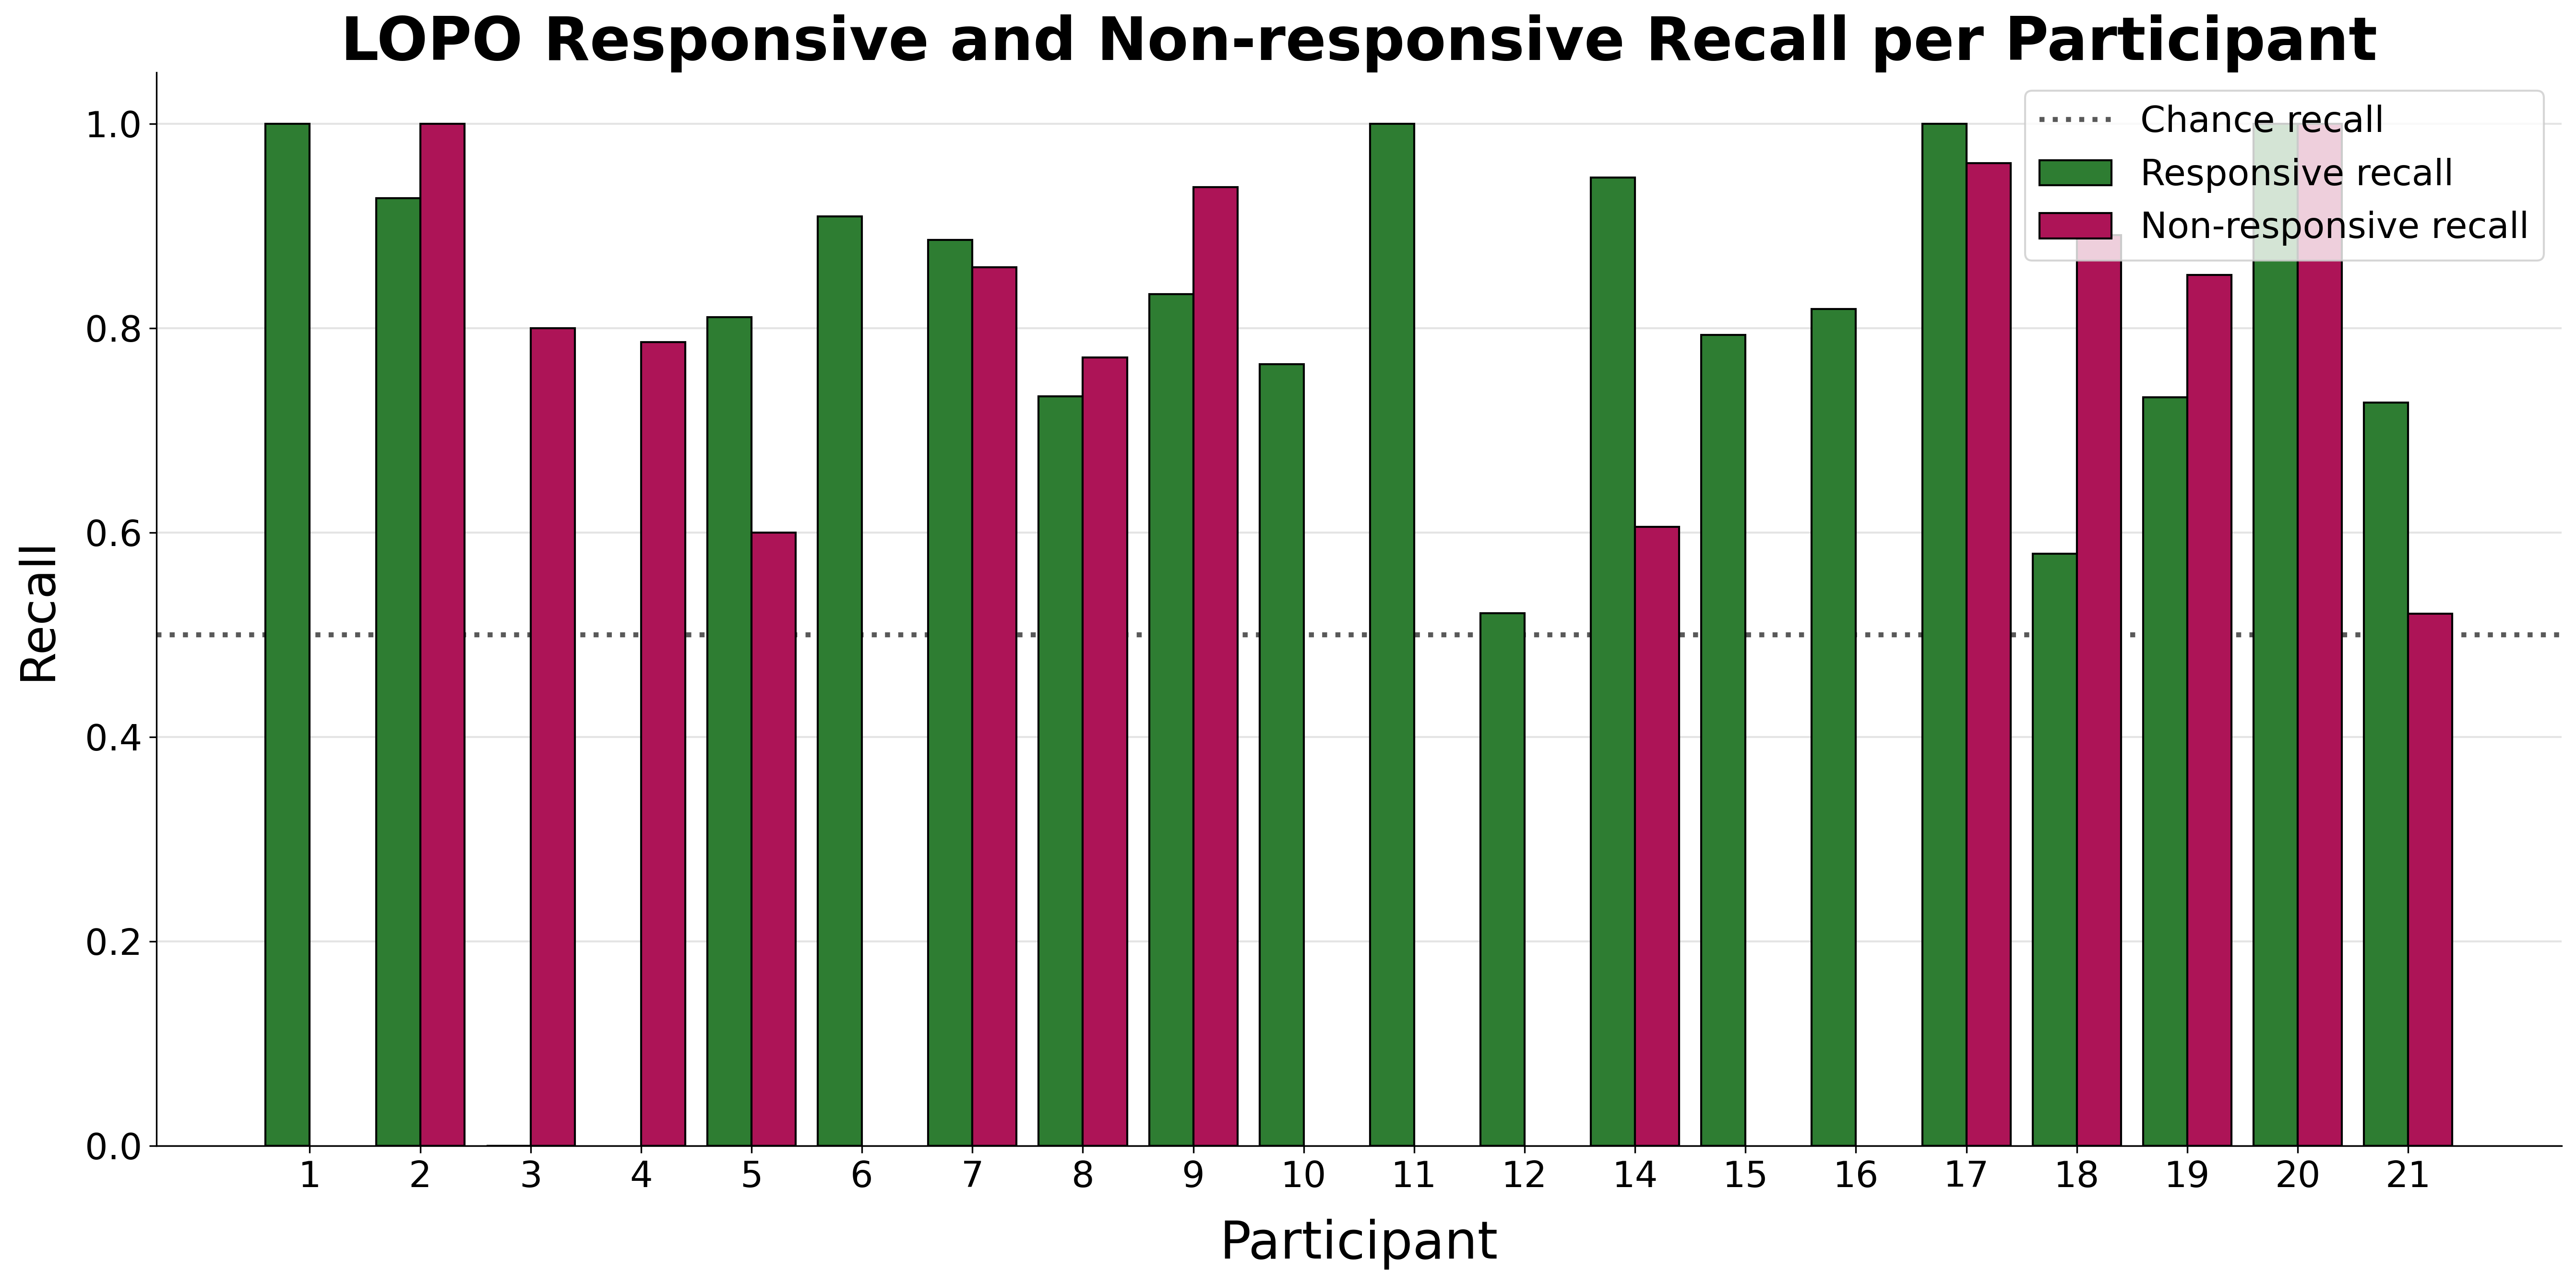 LOPO Responsive and Non-responsive Recall per Participant
Chance recall
Responsive recall
Non-responsive recall
1.0
0.8
0.6
0.4
0.2
0.0
Recall
1 2 3 4 5 6 7 8 9 10 11 12 14 15 16 17 18 19 20 21
Participant